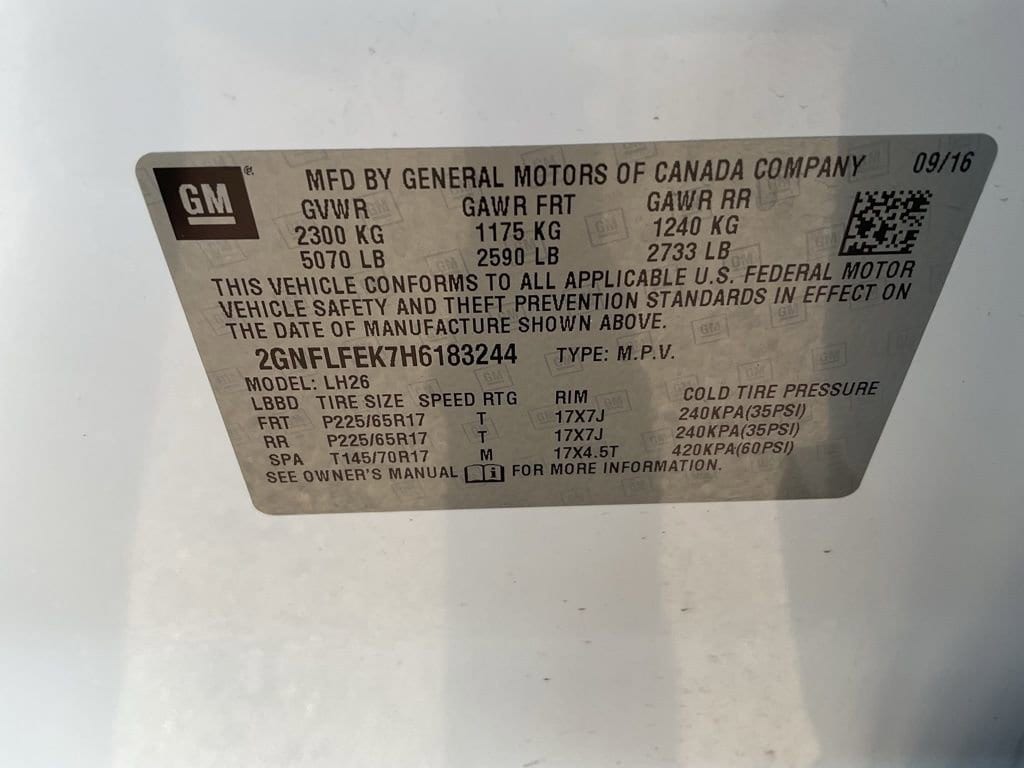 GM
MFD BY GENERAL MOTORS OF CANADA COMPANY 09/16
GVWR GAWR FRT GAWR RR
2300 KG 1175 KG 1240 KG
5070 LB 2590 LB 2733 LB
THIS VEHICLE CONFORMS TO ALL APPLICABLE U.S. FEDERAL MOTOR
VEHICLE SAFETY AND THEFT PREVENTION STANDARDS IN EFFECT ON
THE DATE OF MANUFACTURE SHOWN ABOVE.
2GNFLFEK7H6183244 TYPE: M.P.V.
MODEL: LH26
LBBD TIRE SIZE SPEED RTG RIM COLD TIRE PRESSURE
FRT P225/65R17 T 17X7J 240KPA(35PSI)
RR P225/65R17 T 17X7J 240KPA(35PSI)
SPA T145/70R17 M 17X4.5T 420KPA(60PSI)
SEE OWNER'S MANUAL i FOR MORE INFORMATION.